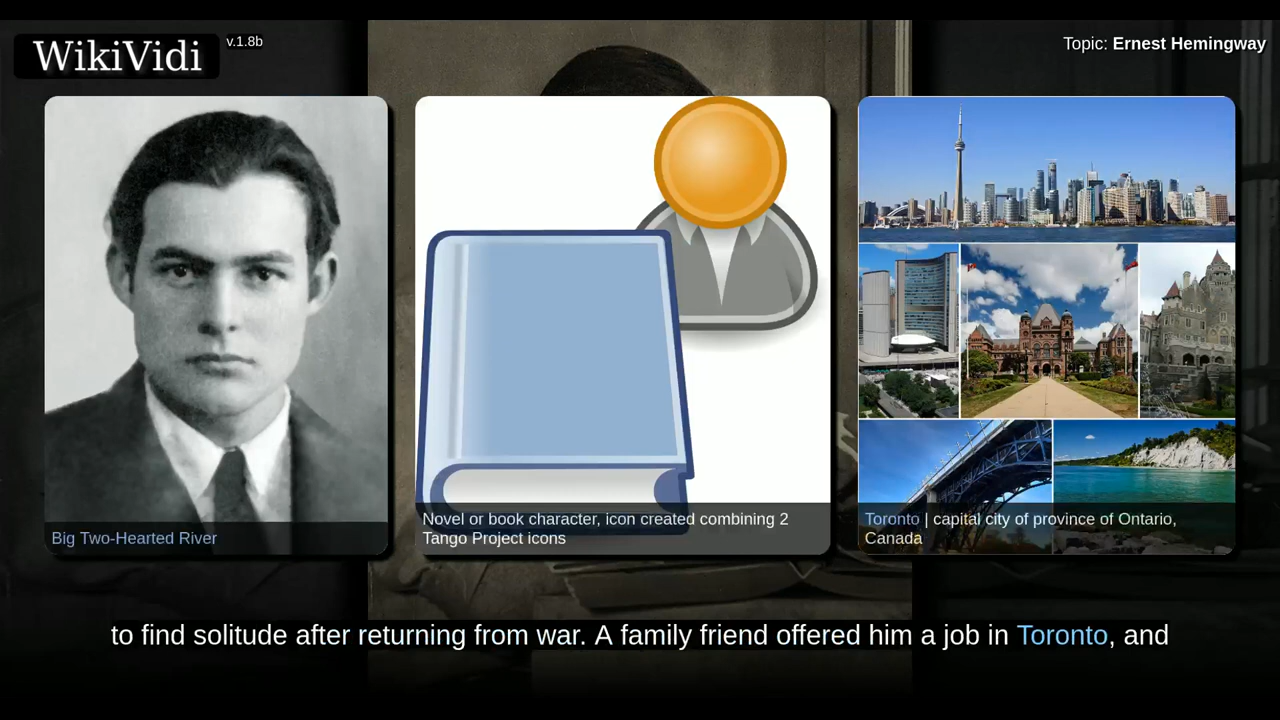 WikiVidi
v.1.8b
Topic: Ernest Hemingway
Big Two-Hearted River
Novel or book character, icon created combining 2
Tango Project icons
Toronto | capital city of province of Ontario,
Canada
to find solitude after returning from war. A family friend offered him a job in Toronto, and